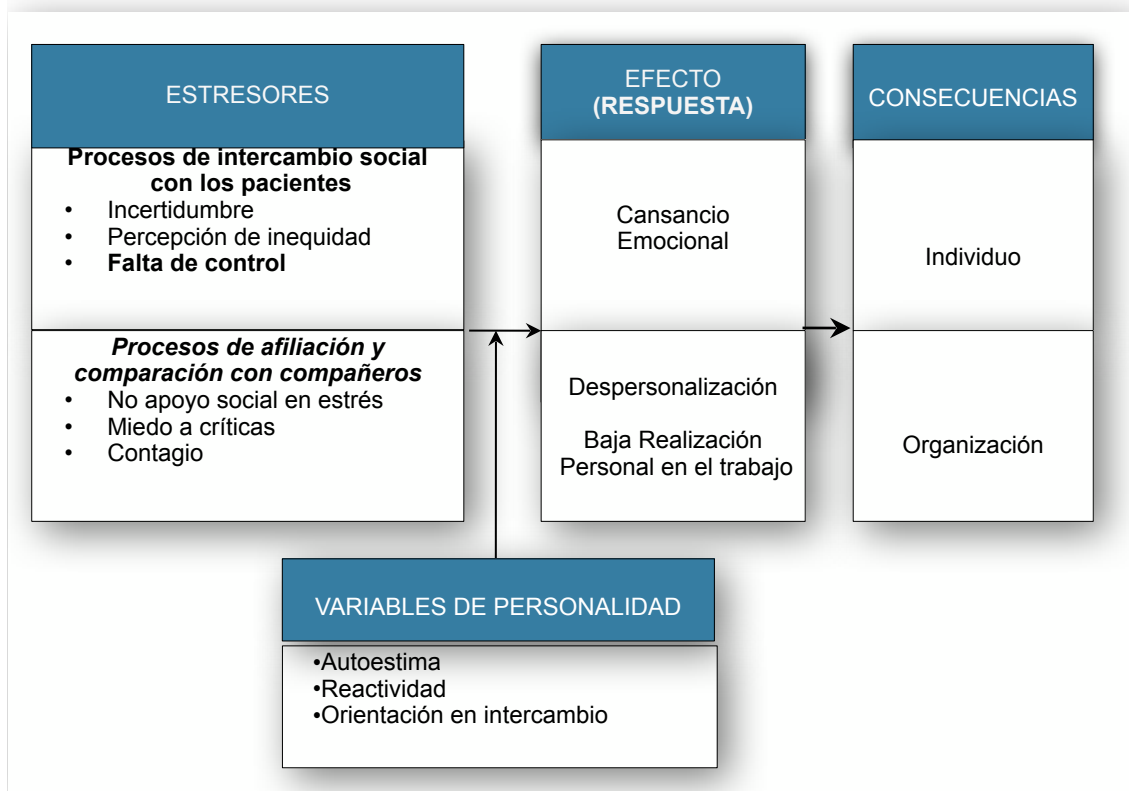 ESTRESORES
Procesos de intercambio social
con los pacientes
• Incertidumbre
• Percepción de inequidad
• Falta de control
Procesos de afiliación y
comparación con compañeros
• No apoyo social en estrés
• Miedo a críticas
• Contagio
EFECTO
(RESPUESTA)
Cansancio
Emocional
Despersonalización
Baja Realización
Personal en el trabajo
CONSECUENCIAS
Individuo
Organización
VARIABLES DE PERSONALIDAD
•Autoestima
•Reactividad
•Orientación en intercambio